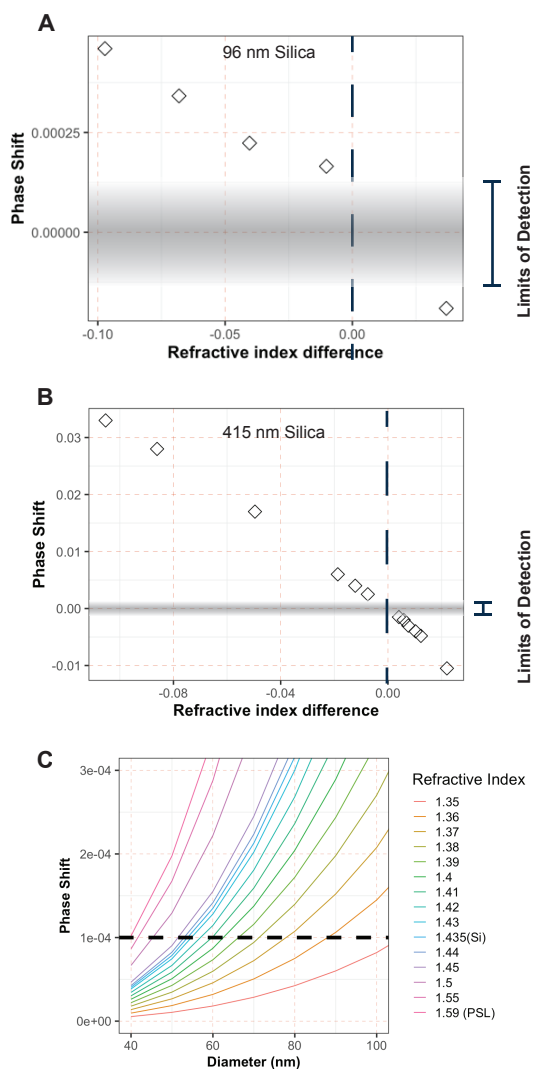 A
96 nm Silica
0.00025
0.00000
Phase Shift
-0.10
-0.05
0.00
Refractive index difference
Limits of Detection
B
415 nm Silica
0.03
0.02
0.01
0.00
-0.01
Phase Shift
-0.08
-0.04
0.00
Refractive index difference
Limits of Detection
C
3e-04
2e-04
1e-04
0e+00
Phase Shift
40
60
80
100
Diameter (nm)
Refractive Index
1.35
1.36
1.37
1.38
1.39
1.4
1.41
1.42
1.43
1.435(Si)
1.44
1.45
1.5
1.55
1.59 (PSL)